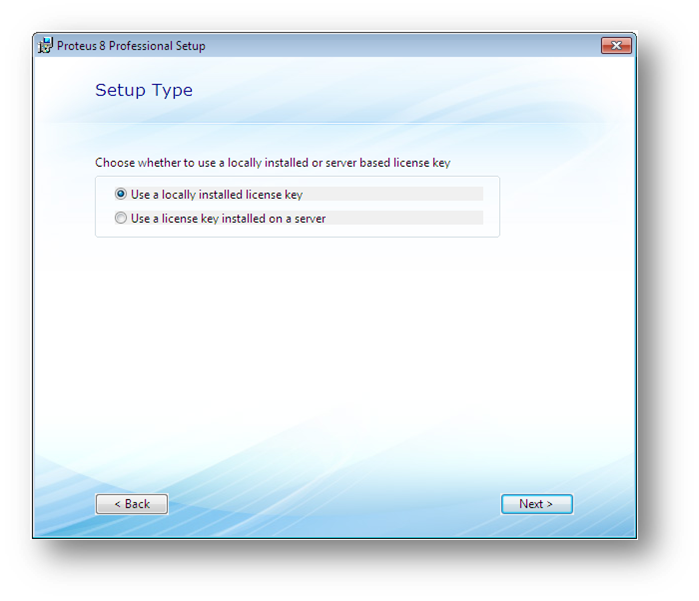 Proteus 8 Professional Setup
Setup Type
Choose whether to use a locally installed or server based license key
Use a locally installed license key
Use a license key installed on a server
< Back
Next >